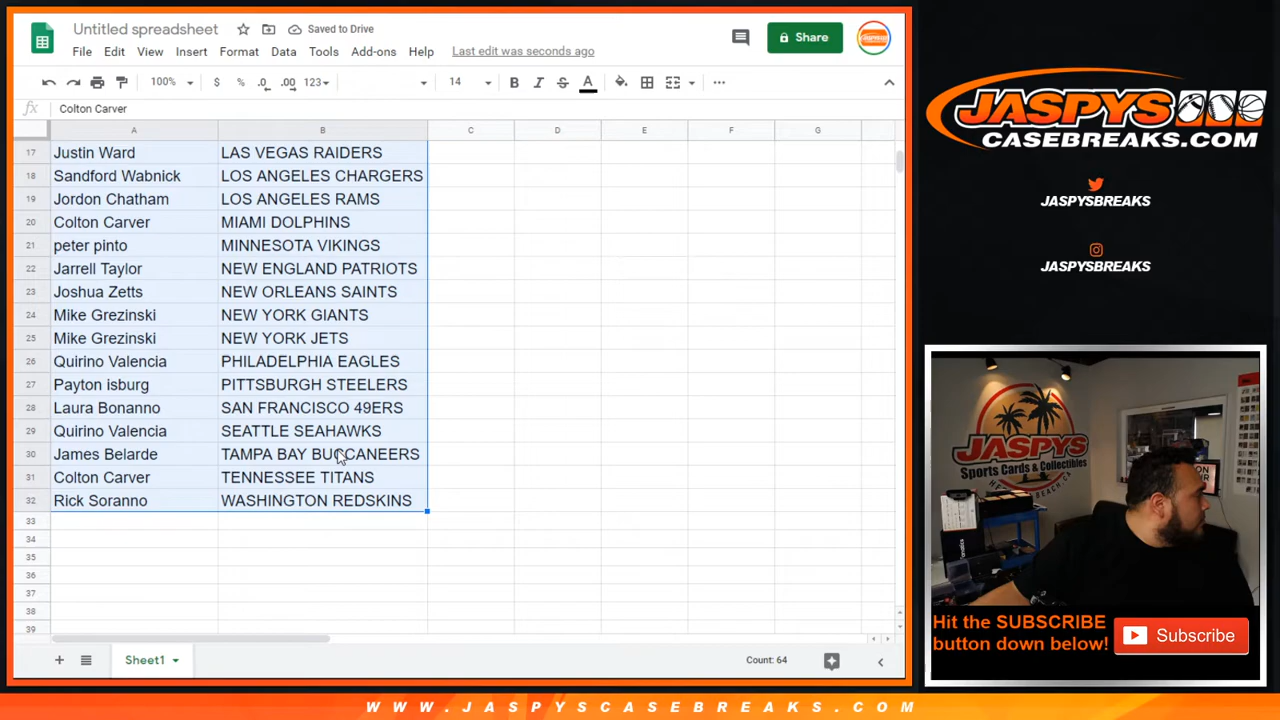 Untitled spreadsheet
Saved to Drive
File Edit View Insert Format Data Tools Add-ons Help Last edit was seconds ago
Share
100% $ % .0 .00 123 14 B I S A
fx Colton Carver
A B C D E F G
17 Justin Ward LAS VEGAS RAIDERS
18 Sandford Wabnick LOS ANGELES CHARGERS
19 Jordon Chatham LOS ANGELES RAMS
20 Colton Carver MIAMI DOLPHINS
21 peter pinto MINNESOTA VIKINGS
22 Jarrell Taylor NEW ENGLAND PATRIOTS
23 Joshua Zetts NEW ORLEANS SAINTS
24 Mike Grezinski NEW YORK GIANTS
25 Mike Grezinski NEW YORK JETS
26 Quirino Valencia PHILADELPHIA EAGLES
27 Payton isburg PITTSBURGH STEELERS
28 Laura Bonanno SAN FRANCISCO 49ERS
29 Quirino Valencia SEATTLE SEAHAWKS
30 James Belarde TAMPA BAY BUCCANEERS
31 Colton Carver TENNESSEE TITANS
32 Rick Soranno WASHINGTON REDSKINS
33
34
35
36
37
38
39
Sheet1
Count: 64
JASPYS
CASEBREAKS.COM
JASPYSBREAKS
JASPYSBREAKS
JASPYS
Sports Cards & Collectibles
Hit the SUBSCRIBE
button down below!
Subscribe
WWW.JASPYSCASEBREAKS.COM